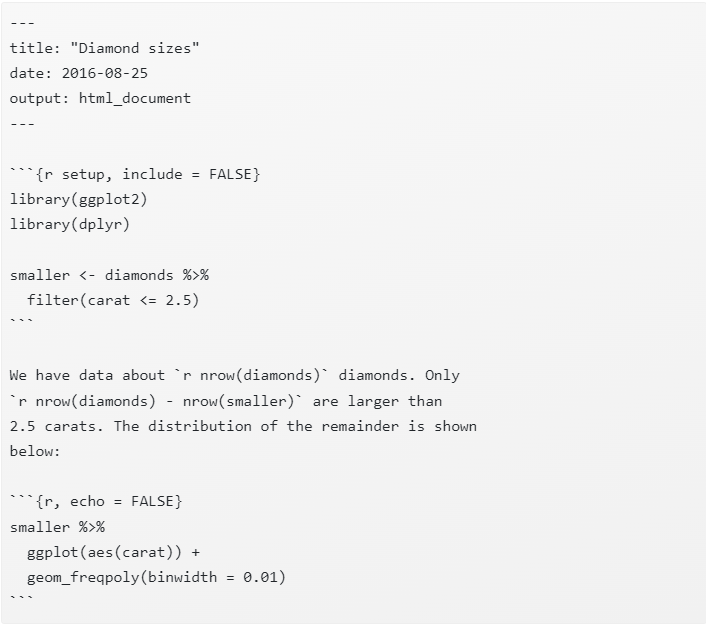 ---
title: "Diamond sizes"
date: 2016-08-25
output: html_document
---
```{r setup, include = FALSE}
library(ggplot2)
library(dplyr)
smaller <- diamonds %>%
  filter(carat <= 2.5)
```
We have data about `r nrow(diamonds)` diamonds. Only
`r nrow(diamonds) - nrow(smaller)` are larger than
2.5 carats. The distribution of the remainder is shown
below:
```{r, echo = FALSE}
smaller %>%
  ggplot(aes(carat)) +
  geom_freqpoly(binwidth = 0.01)
```